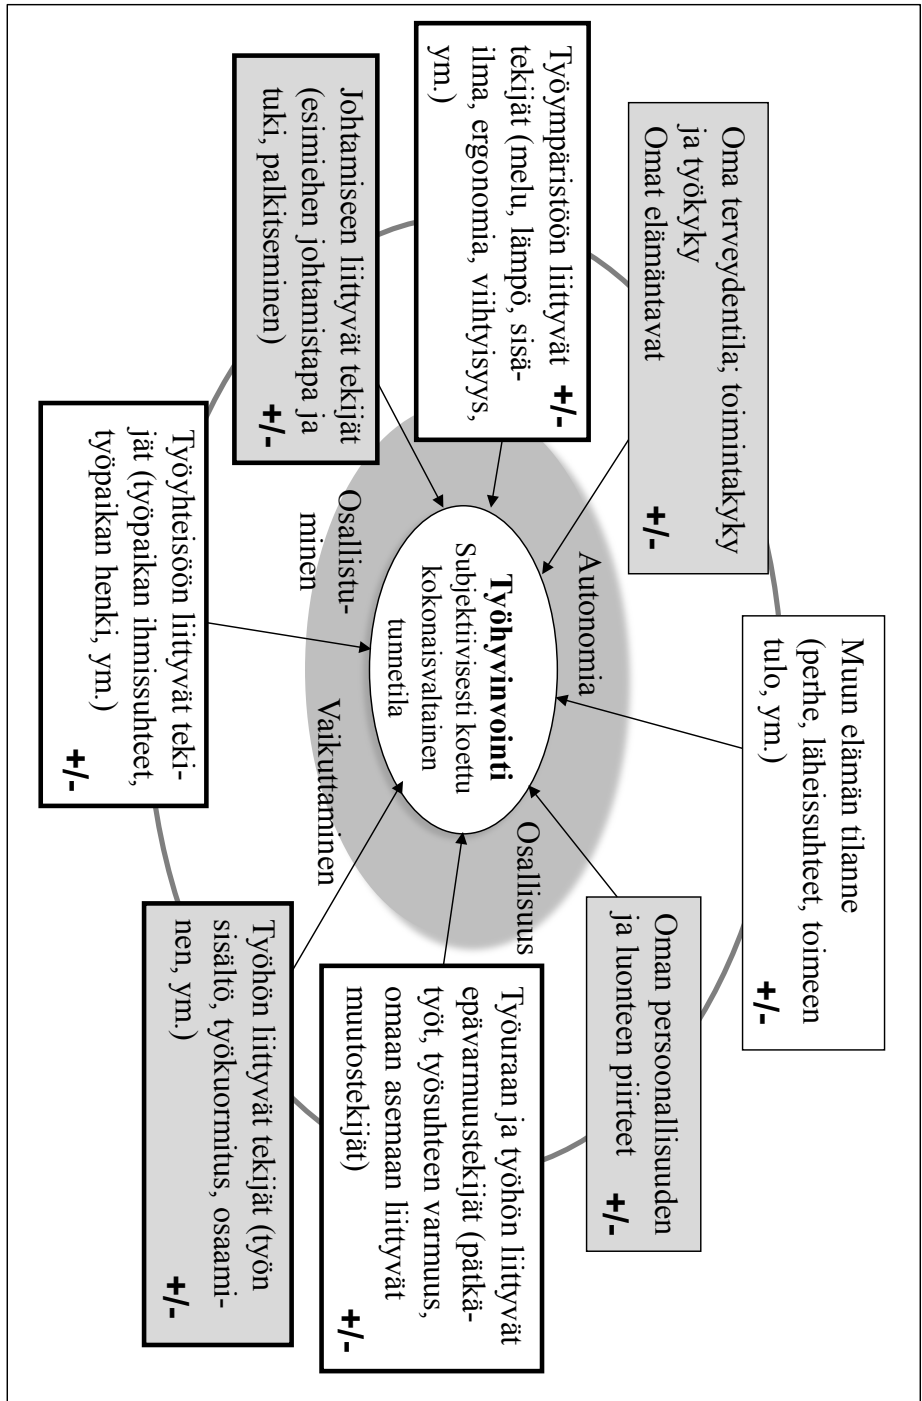 Muun elämän tilanne
(perhe, läheissuhteet, toimeen
tulo, ym.)
+/-
Oma terveydentila; toimintakyky
ja työkyky
Omat elämäntavat
+/-
Oman persoonallisuuden
ja luonteen piirteet
+/-
Työympäristöön liittyvät
tekijät (melu, lämpö, sisä-
ilma, ergonomia, viihtyisyys,
ym.)
+/-
Autonomia
Osallisuus
Työhyvinvointi
Subjektiivisesti koettu
kokonaisvaltainen
tunnetila
Osallistu-
minen
Vaikuttaminen
Työuraan ja työhön liittyvät
epävarmuustekijät (pätkä-
työt, työsuhteen varmuus,
omaan asemaan liittyvät
muutostekijät)
+/-
Johtamiseen liittyvät tekijät
(esimiehen johtamistapa ja
tuki, palkitseminen)
+/-
Työhön liittyvät tekijät (työn
sisältö, työkuormitus, osaami-
nen, ym.)
+/-
Työyhteisöön liittyvät teki-
jät (työpaikan ihmissuhteet,
työpaikan henki, ym.)
+/-